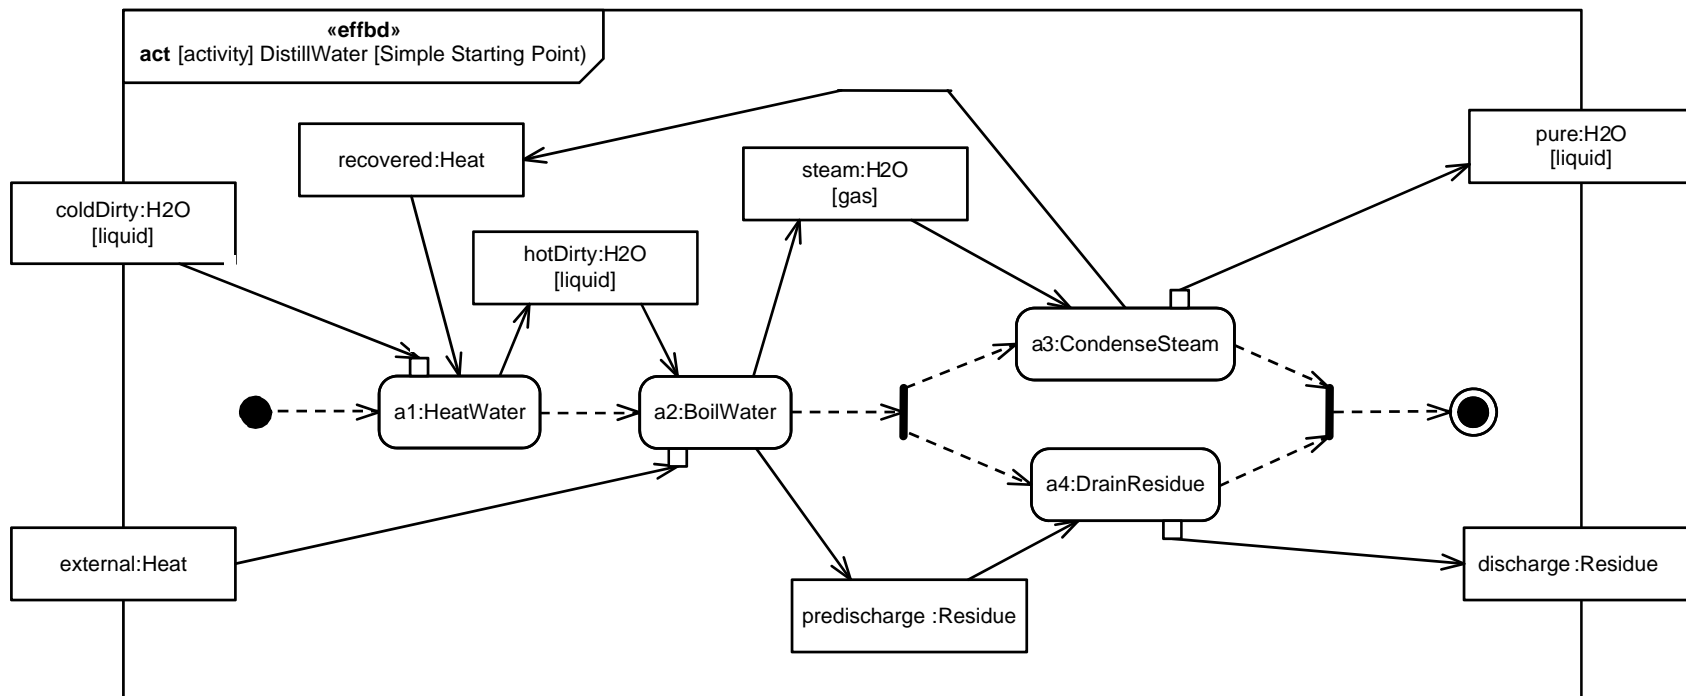 «effbd»
act [activity] DistillWater [Simple Starting Point)
recovered:Heat
pure:H2O
[liquid]
steam:H2O
[gas]
coldDirty:H2O
[liquid]
hotDirty:H2O
[liquid]
a3:CondenseSteam
a1:HeatWater
a2:BoilWater
a4:DrainResidue
external:Heat
discharge :Residue
predischarge :Residue